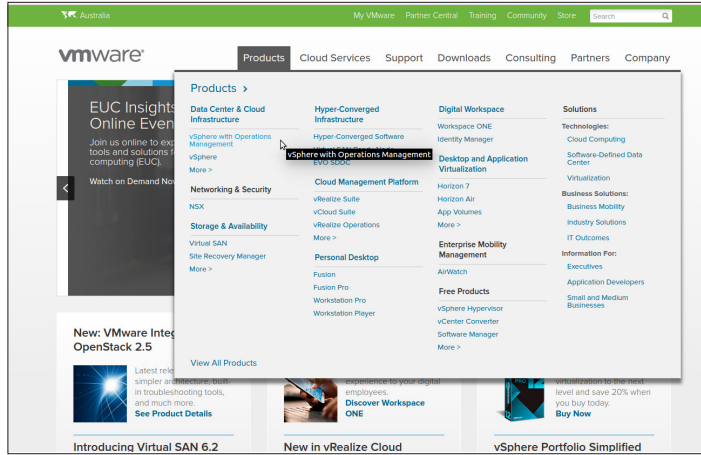 Australia
My VMware Partner Central Training Community Store Search
vmware®
Products Cloud Services Support Downloads Consulting Partners Company
EUC Insights
Online Even
Join us online to exp
tools and solutions f
computing (EUC).
Watch on Demand Now
Products >
Data Center & Cloud
Infrastructure
vSphere with Operations
Management
vSphere
More >
Networking & Security
NSX
Storage & Availability
Virtual SAN
Site Recovery Manager
More >
View All Products
Hyper-Converged
Infrastructure
Hyper-Converged Software
vSphere with Operations Management
EVO SDDC
Cloud Management Platform
vRealize Suite
vCloud Suite
vRealize Operations
More >
Personal Desktop
Fusion
Fusion Pro
Workstation Pro
Workstation Player
Digital Workspace
Workspace ONE
Identity Manager
Desktop and Application
Virtualization
Horizon 7
Horizon Air
App Volumes
More >
Enterprise Mobility
Management
AirWatch
Free Products
vSphere Hypervisor
vCenter Converter
Software Manager
More >
Solutions
Technologies:
Cloud Computing
Software-Defined Data
Center
Virtualization
Business Solutions:
Business Mobility
Industry Solutions
IT Outcomes
Information For:
Executives
Application Developers
Small and Medium
Businesses
New: VMware Integ
OpenStack 2.5
Latest rele
simpler architecture, built-
in troubleshooting tools,
and much more.
See Product Details
experience to your digital
employees.
Discover Workspace
ONE
PRO
virtualization to the next
level and save 20% when
you buy today.
Buy Now
Introducing Virtual SAN 6.2
New in vRealize Cloud
vSphere Portfolio Simplified